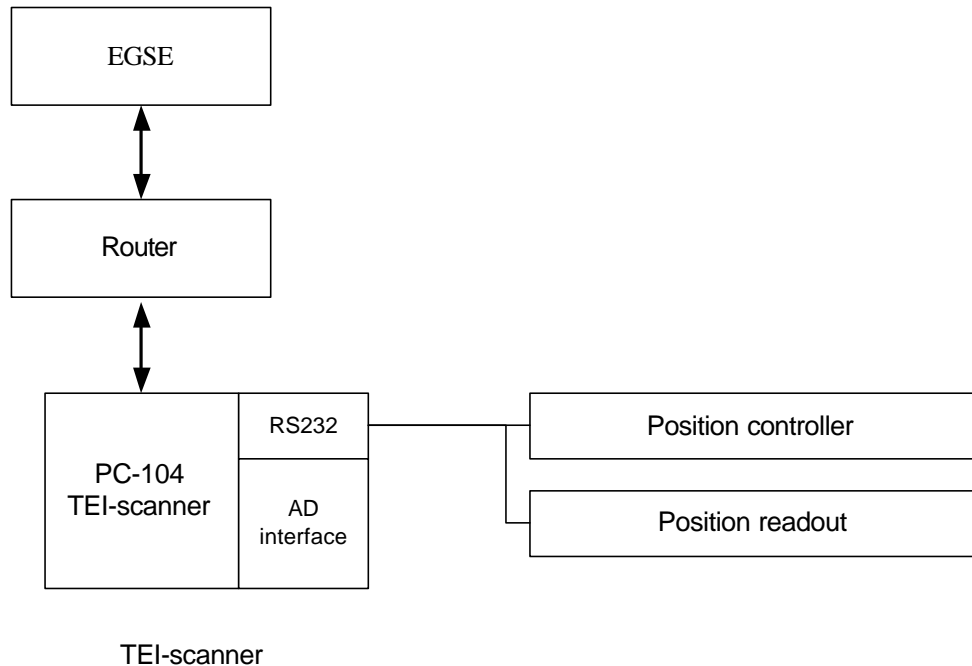 EGSE
Router
PC-104
TEI-scanner
RS232
AD
interface
Position controller
Position readout
TEI-scanner